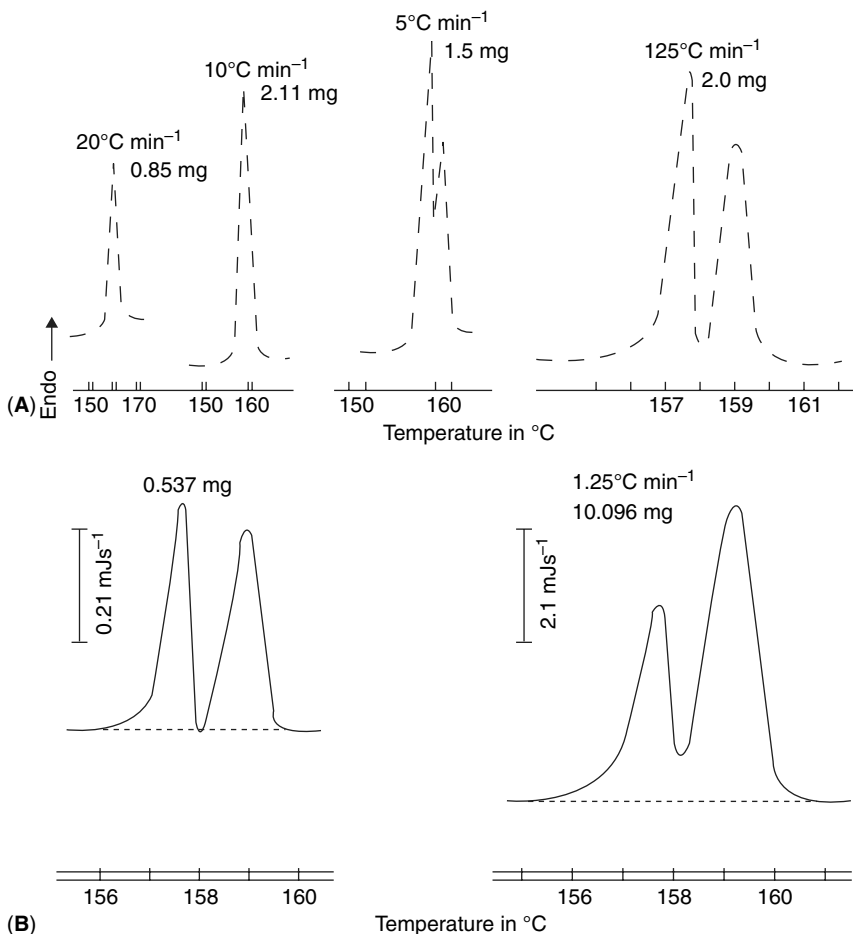 5°C min⁻¹
1.5 mg
10°C min⁻¹
2.11 mg
125°C min⁻¹
2.0 mg
20°C min⁻¹
0.85 mg
Endo
(A)
150 170 150 160 150 160 157 159 161
Temperature in °C
0.537 mg
0.21 mJs⁻¹
1.25°C min⁻¹
10.096 mg
2.1 mJs⁻¹
156 158 160 156 158 160
(B)
Temperature in °C